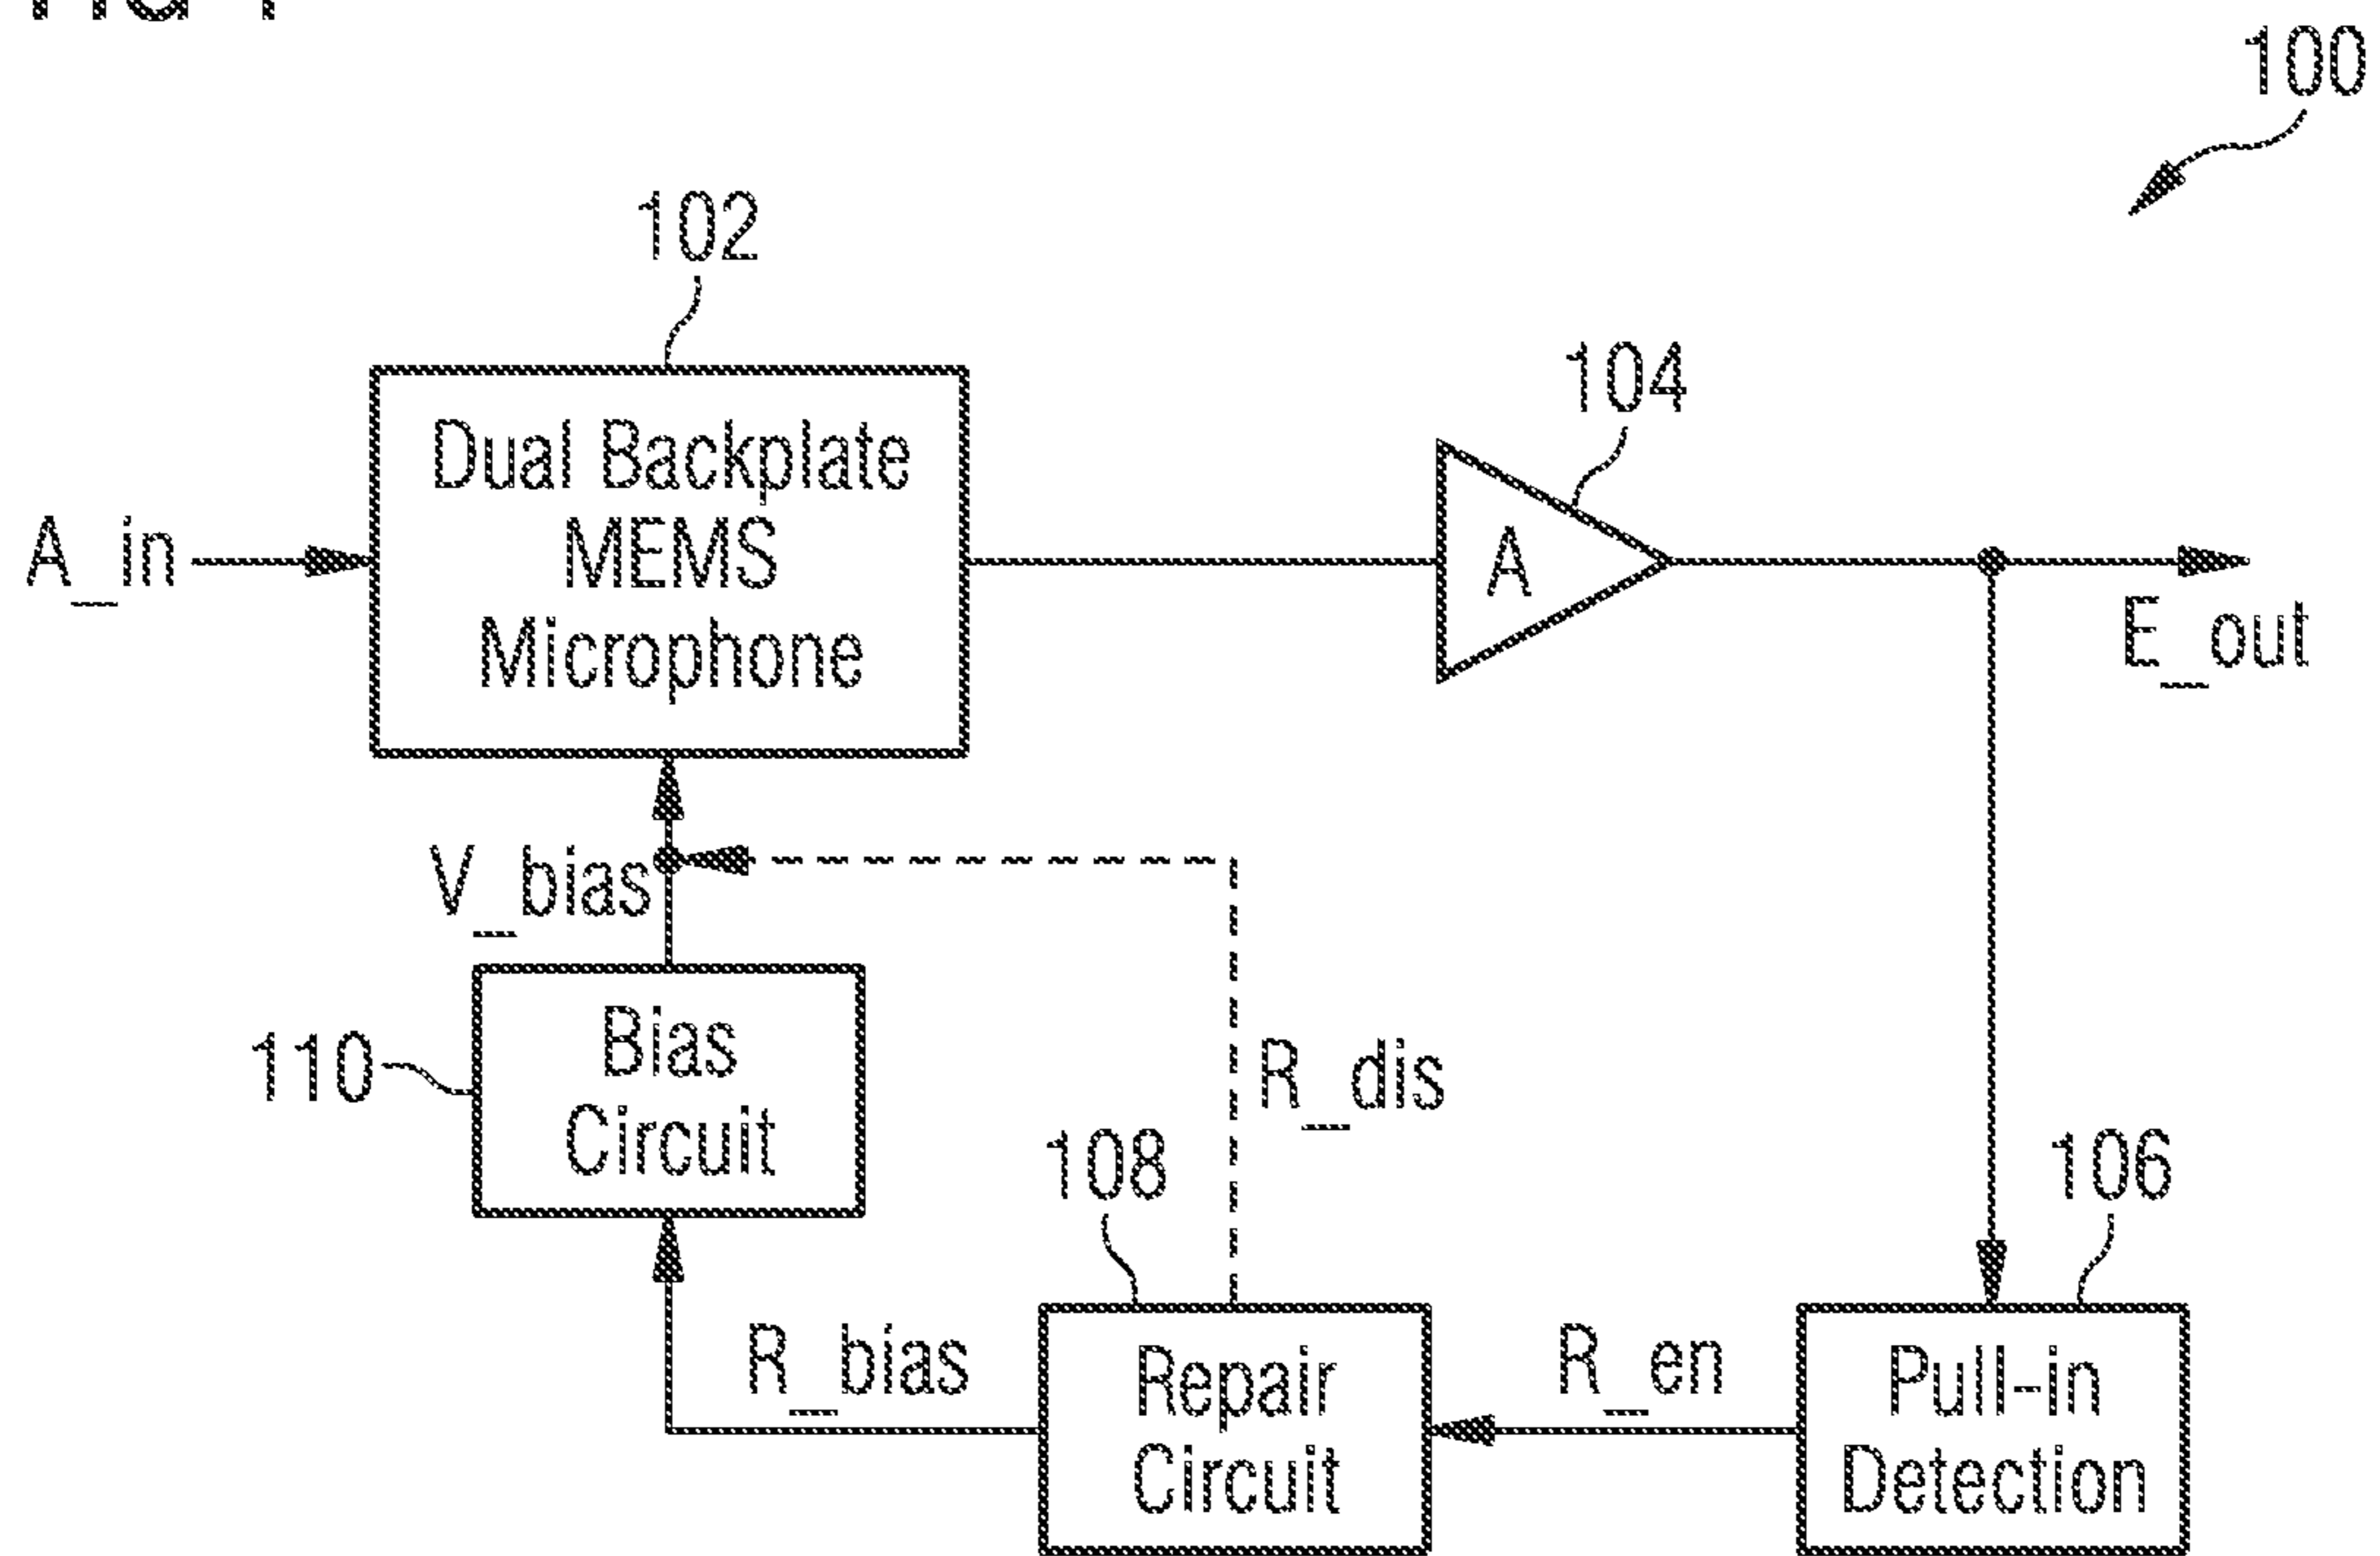 100
102
Dual Backplate
MEMS
Microphone
104
A
A_in
E_out
V_bias
110
Bias
Circuit
R_dis
108
106
R_bias
Repair
Circuit
R_en
Pull-in
Detection